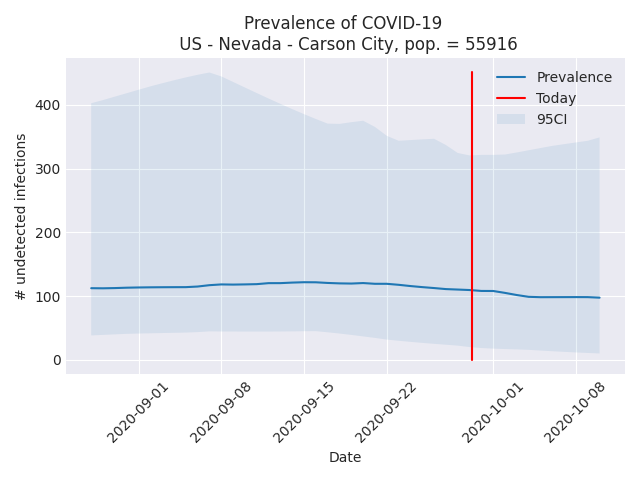 Prevalence of COVID-19
US - Nevada - Carson City, pop. = 55916
Prevalence
Today
95CI
400
300
200
100
0
# undetected infections
2020-09-01
2020-09-08
2020-09-15
2020-09-22
2020-10-01
2020-10-08
Date